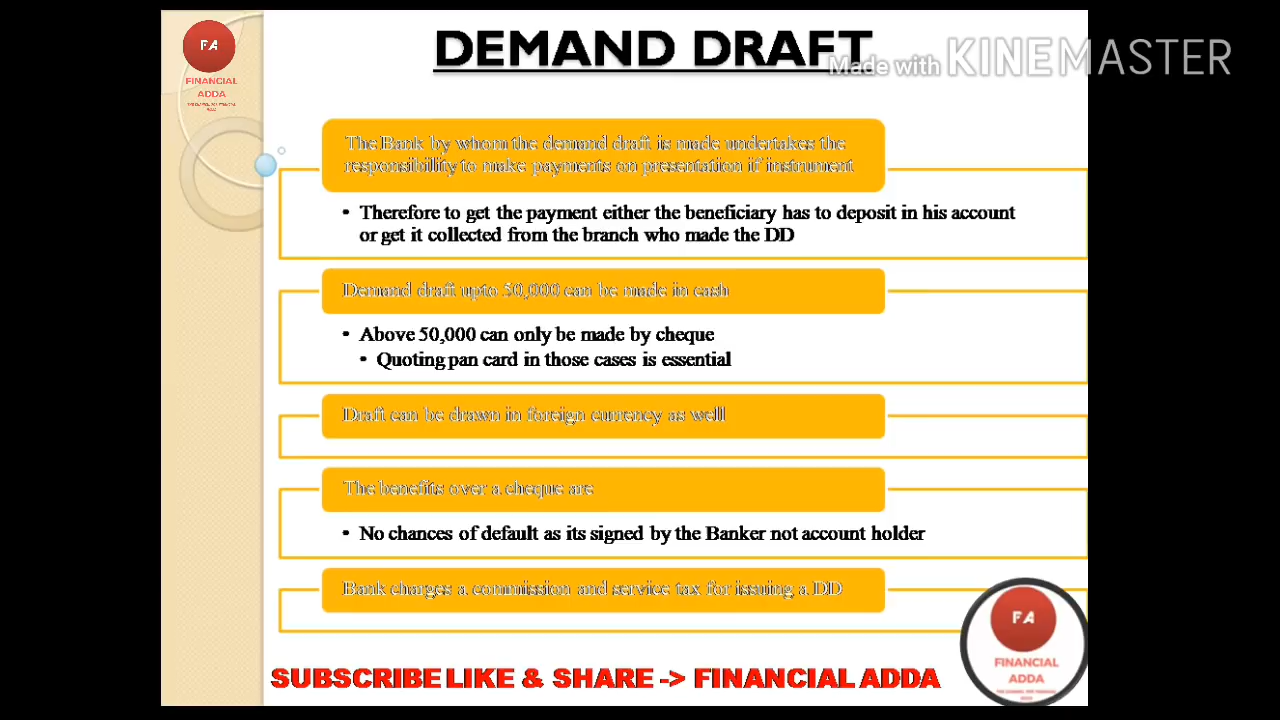 DEMAND DRAFT
Made with KINEMASTER
FA
FINANCIAL
ADDA
The Bank by whom the demand draft is made undertakes the
responsibility to make payments on presentation if instrument
• Therefore to get the payment either the beneficiary has to deposit in his account
or get it collected from the branch who made the DD
Demand draft upto 50,000 can be made in cash
• Above 50,000 can only be made by cheque
• Quoting pan card in those cases is essential
Draft can be drawn in foreign currency as well
The benefits over a cheque are
• No chances of default as its signed by the Banker not account holder
Bank charges a commission and service tax for issuing a DD
FA
FINANCIAL
ADDA
SUBSCRIBE LIKE & SHARE -> FINANCIAL ADDA